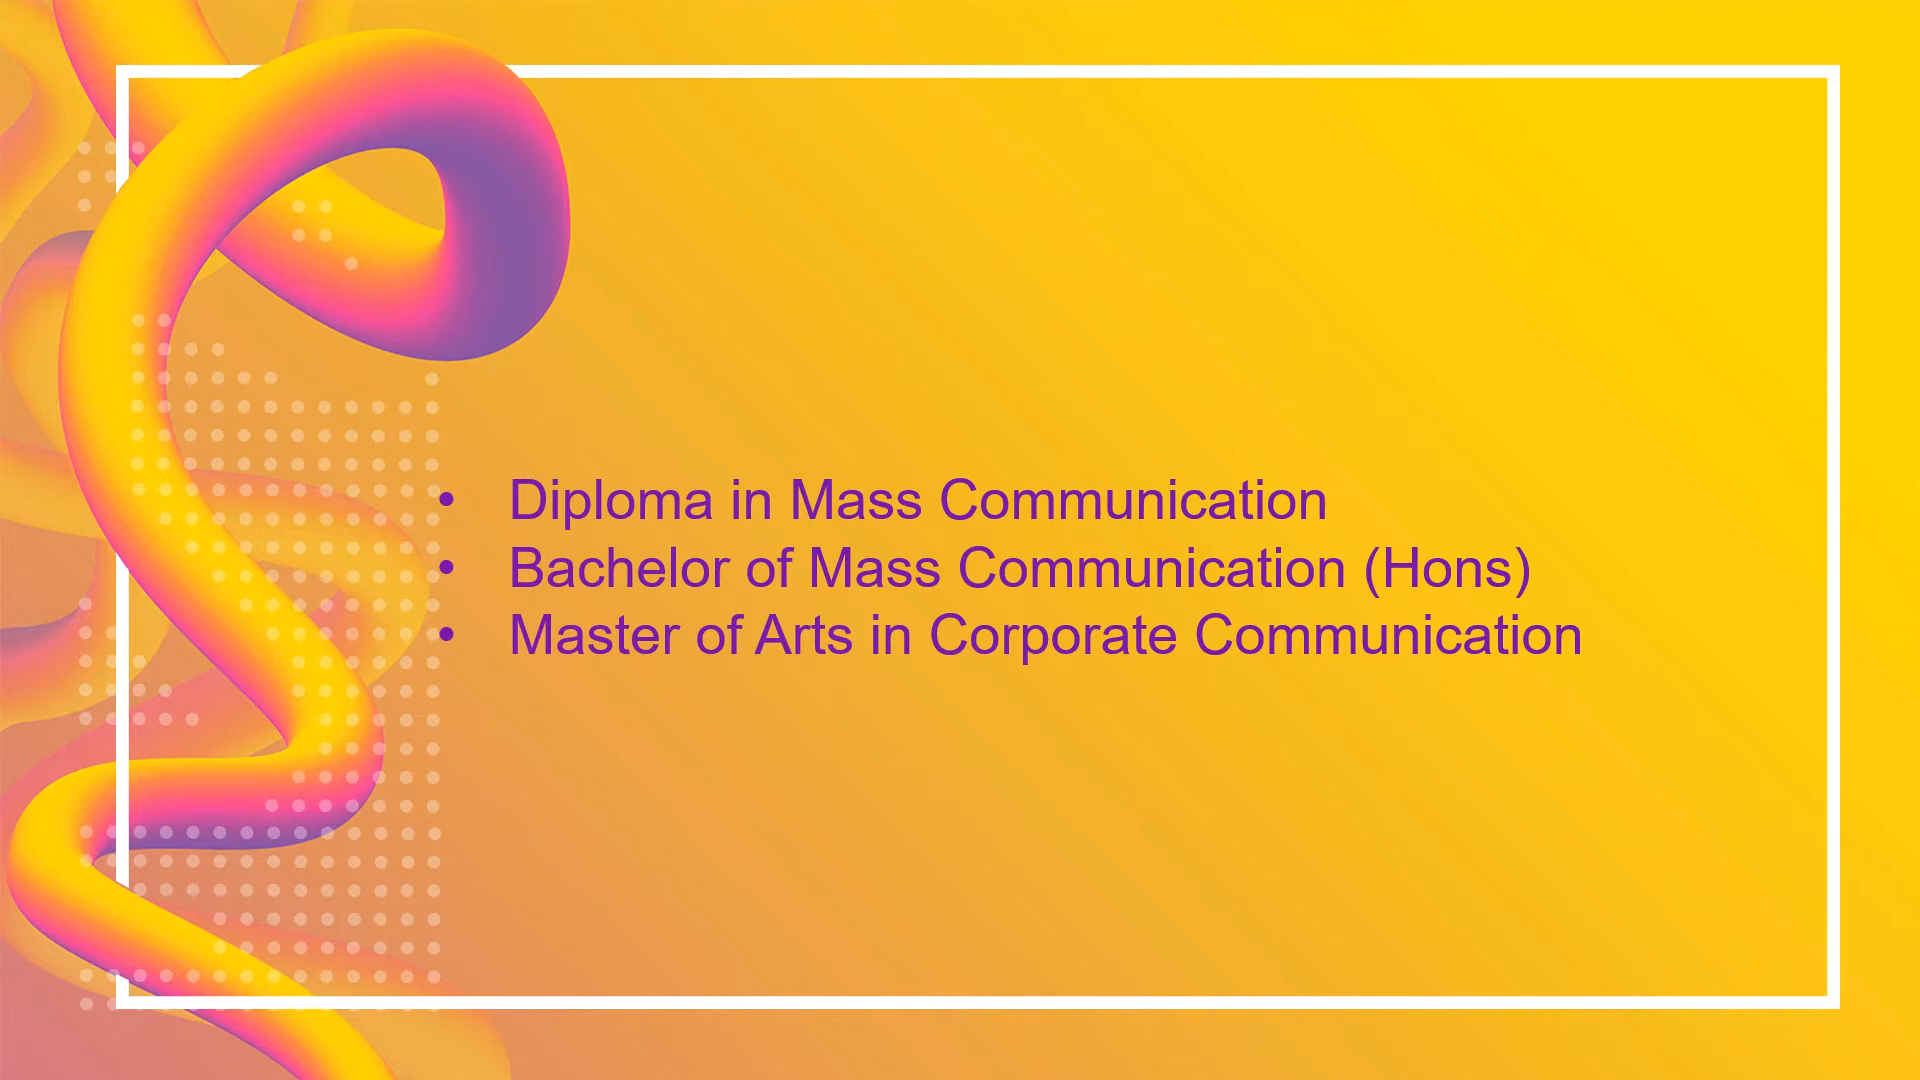 • Diploma in Mass Communication
• Bachelor of Mass Communication (Hons)
• Master of Arts in Corporate Communication